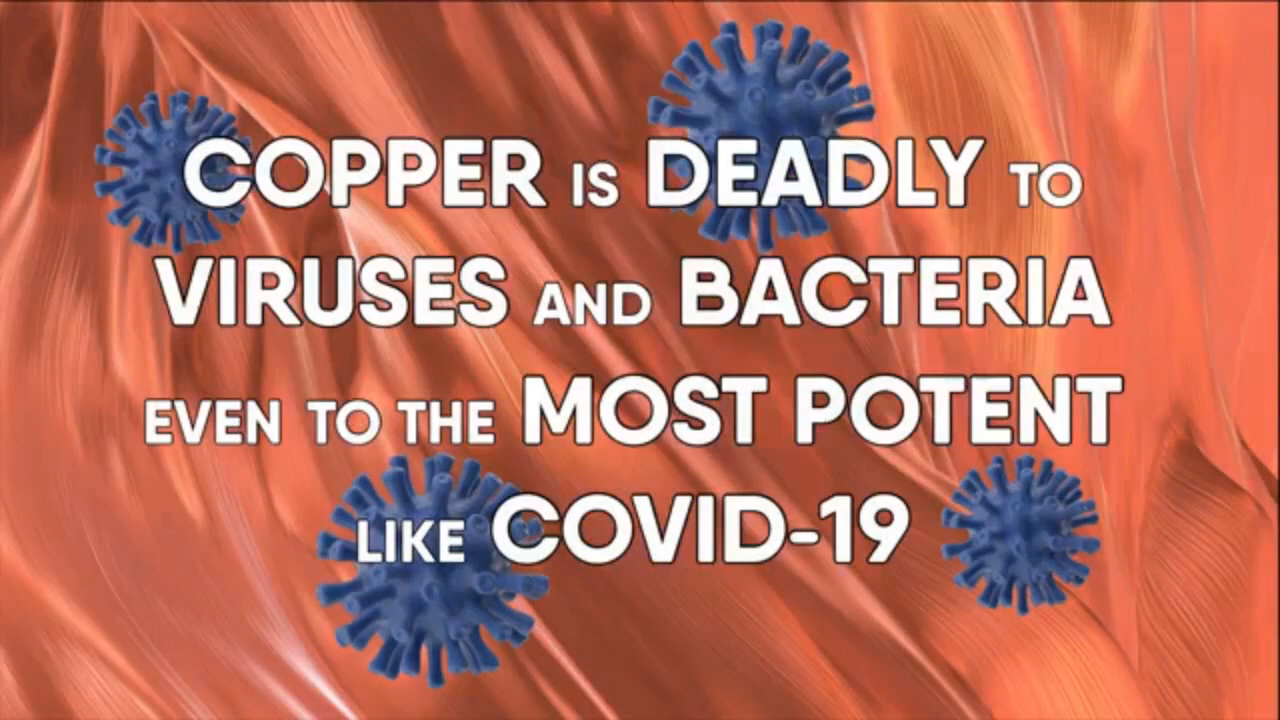 COPPER IS DEADLY TO
VIRUSES AND BACTERIA
EVEN TO THE MOST POTENT
LIKE COVID-19